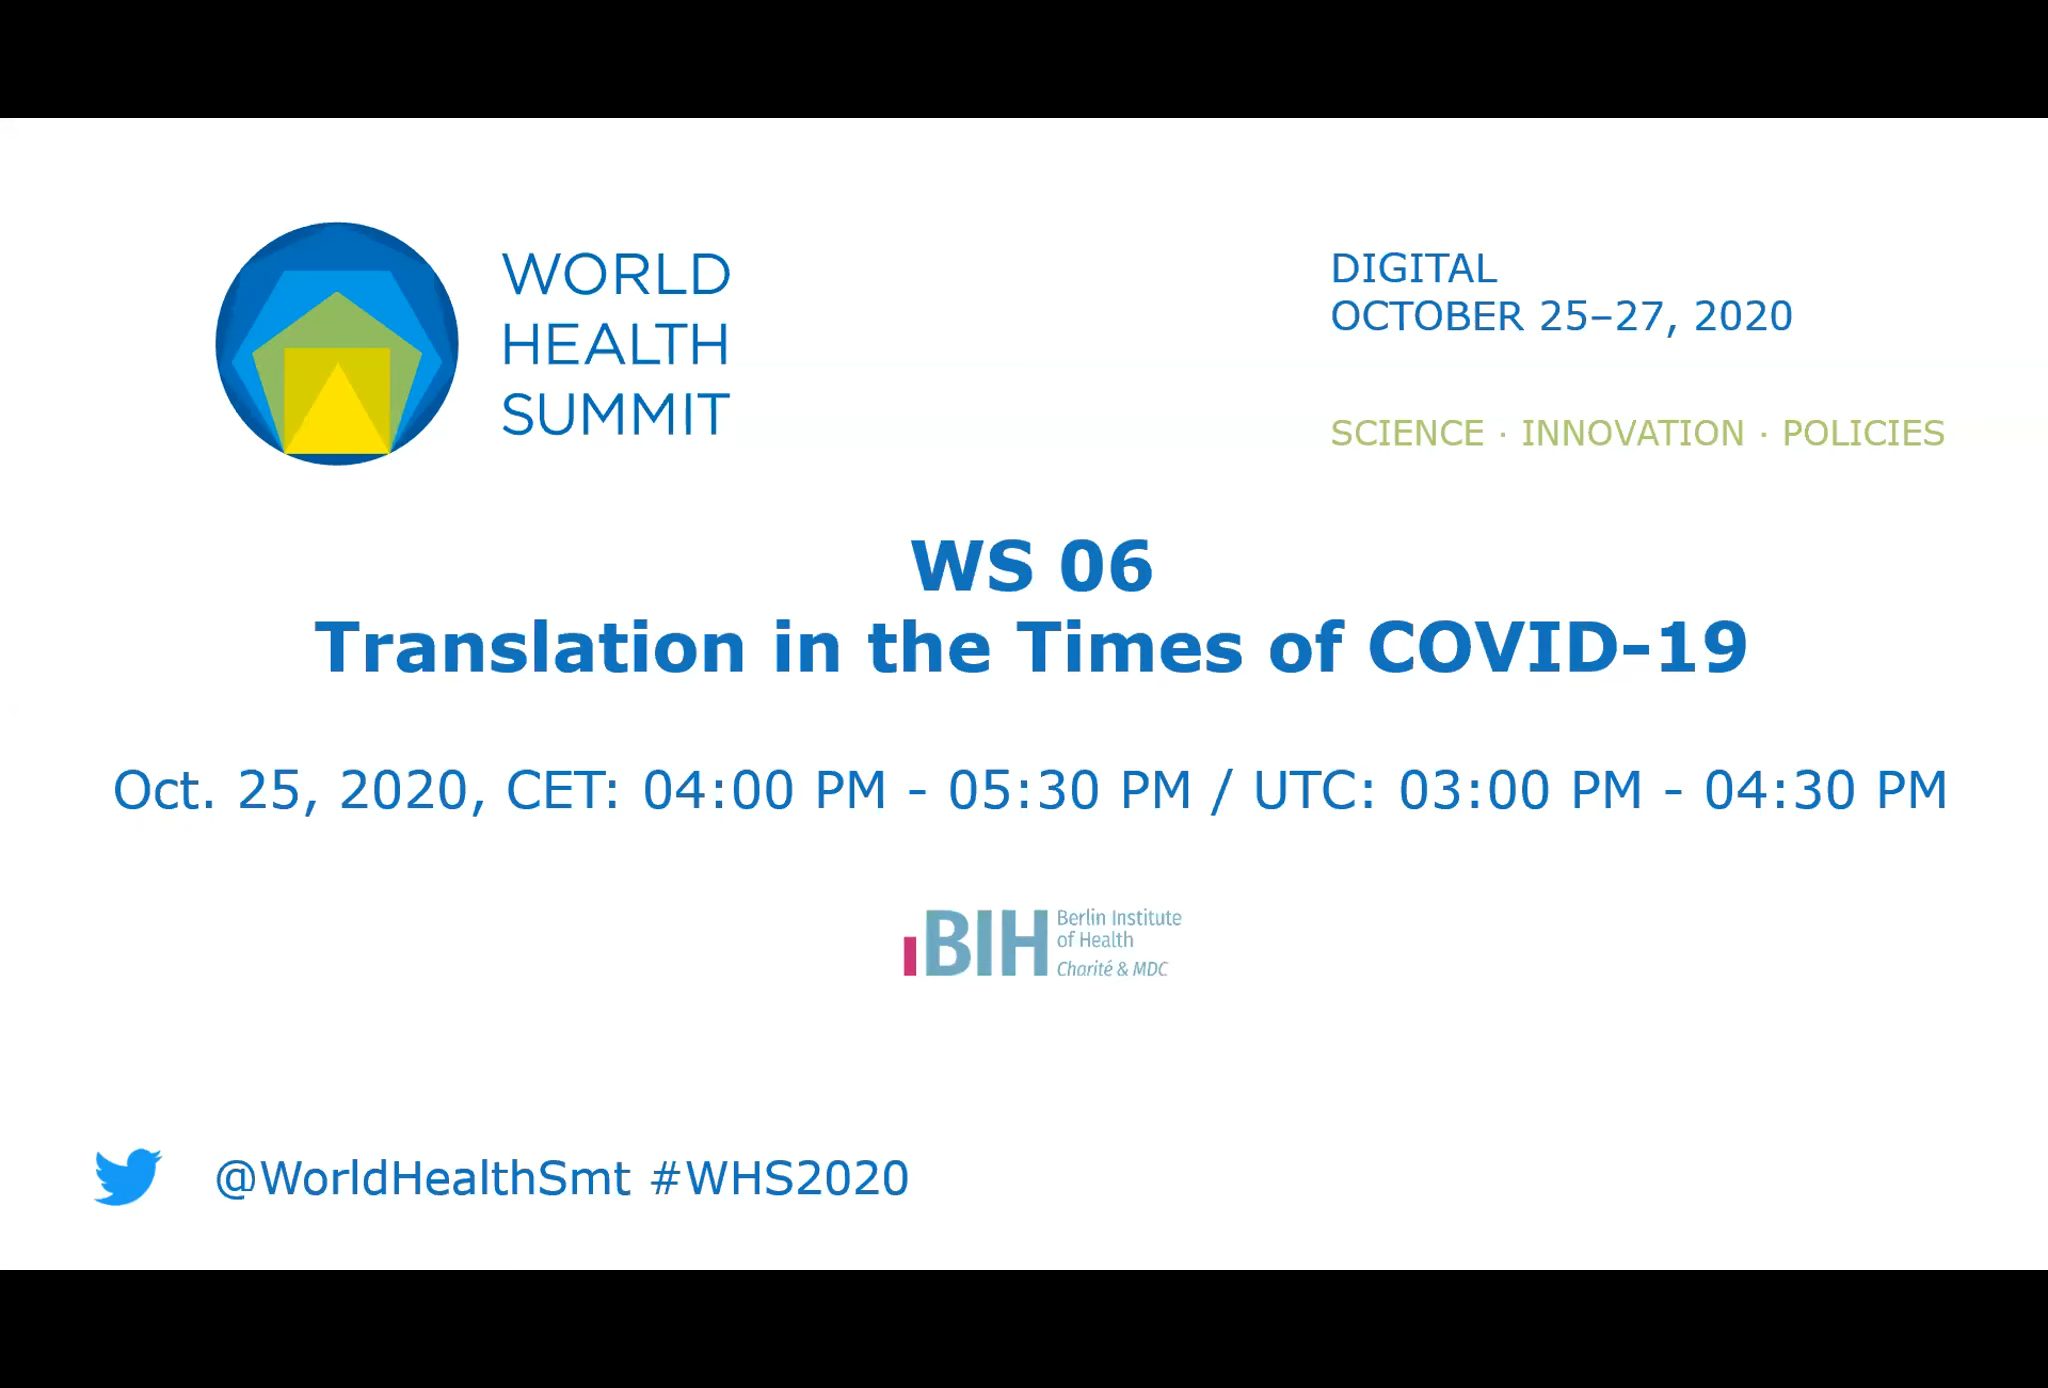 WORLD
HEALTH
SUMMIT
DIGITAL
OCTOBER 25–27, 2020
SCIENCE · INNOVATION · POLICIES
WS 06
Translation in the Times of COVID-19
Oct. 25, 2020, CET: 04:00 PM - 05:30 PM / UTC: 03:00 PM - 04:30 PM
BIH
Berlin Institute
of Health
Charité & MDC
@WorldHealthSmt #WHS2020